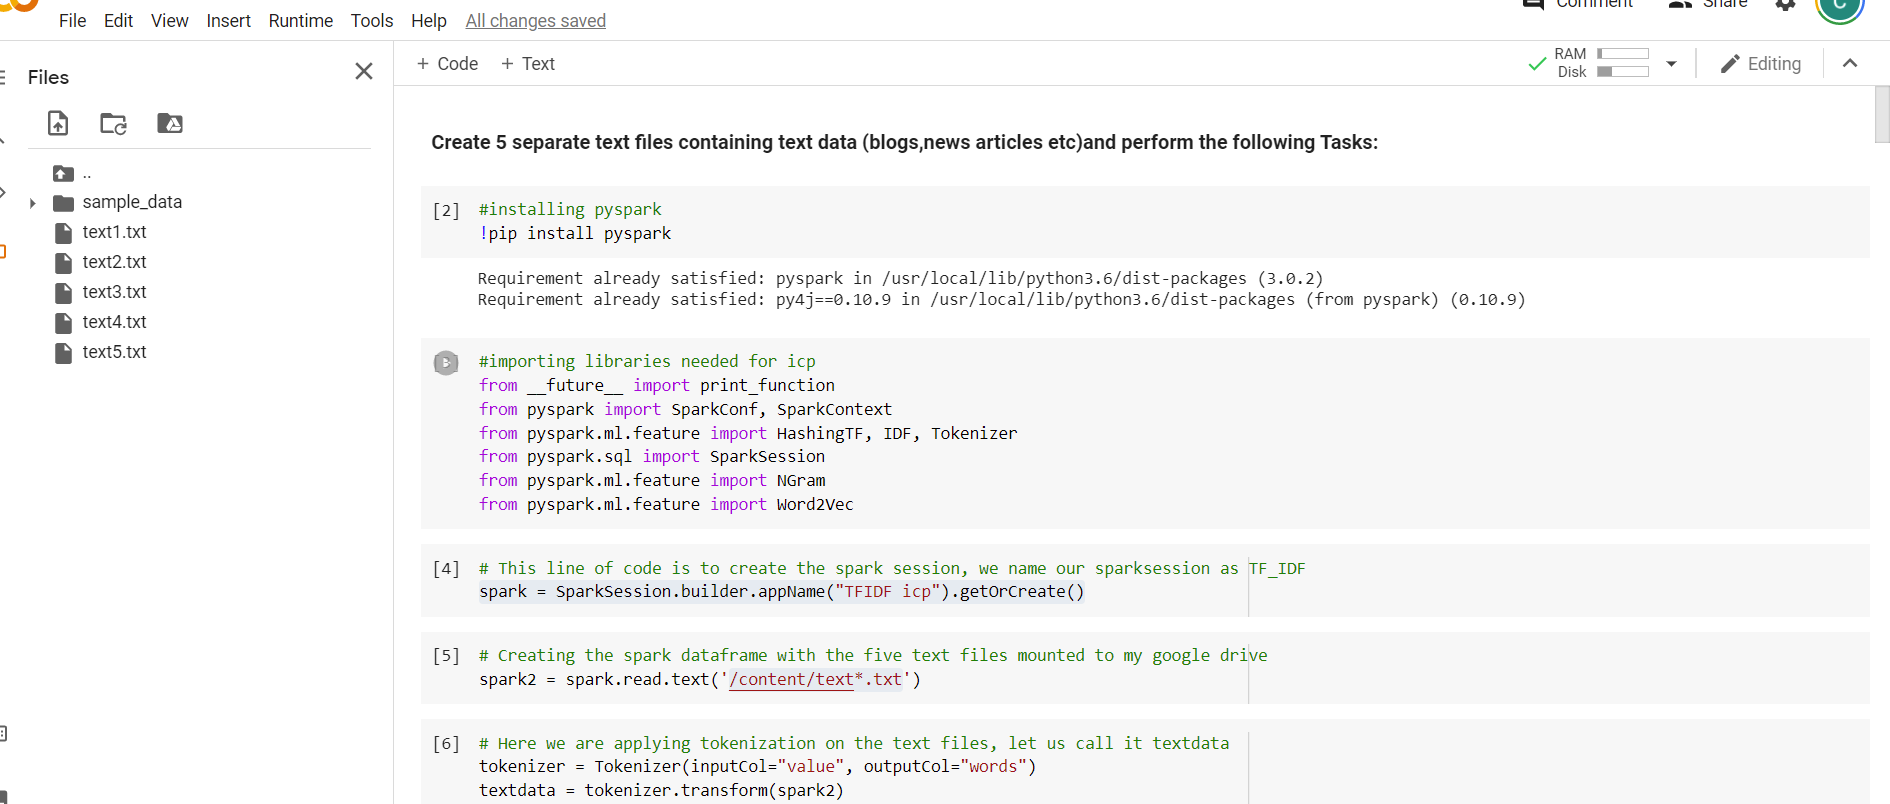 Comment Share C
File Edit View Insert Runtime Tools Help All changes saved
Files
+ Code + Text
RAM
Disk
Editing
..
sample_data
text1.txt
text2.txt
text3.txt
text4.txt
text5.txt
Create 5 separate text files containing text data (blogs,news articles etc)and perform the following Tasks:
[2] #installing pyspark
!pip install pyspark
Requirement already satisfied: pyspark in /usr/local/lib/python3.6/dist-packages (3.0.2)
Requirement already satisfied: py4j==0.10.9 in /usr/local/lib/python3.6/dist-packages (from pyspark) (0.10.9)
#importing libraries needed for icp
from __future__ import print_function
from pyspark import SparkConf, SparkContext
from pyspark.ml.feature import HashingTF, IDF, Tokenizer
from pyspark.sql import SparkSession
from pyspark.ml.feature import NGram
from pyspark.ml.feature import Word2Vec
[4] # This line of code is to create the spark session, we name our sparksession as TF_IDF
spark = SparkSession.builder.appName("TFIDF icp").getOrCreate()
[5] # Creating the spark dataframe with the five text files mounted to my google drive
spark2 = spark.read.text('/content/text*.txt')
[6] # Here we are applying tokenization on the text files, let us call it textdata
tokenizer = Tokenizer(inputCol="value", outputCol="words")
textdata = tokenizer.transform(spark2)